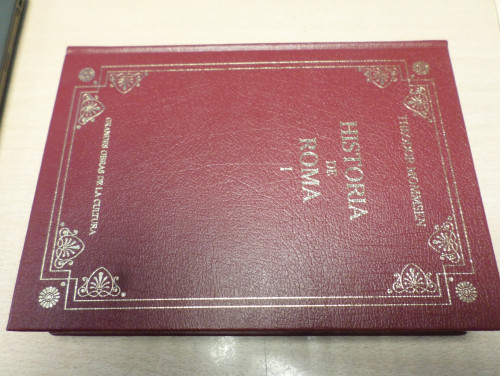 THEODOR MOMMSEN
HISTORIA
DE
ROMA
I
GRANDES OBRAS DE LA CULTURA